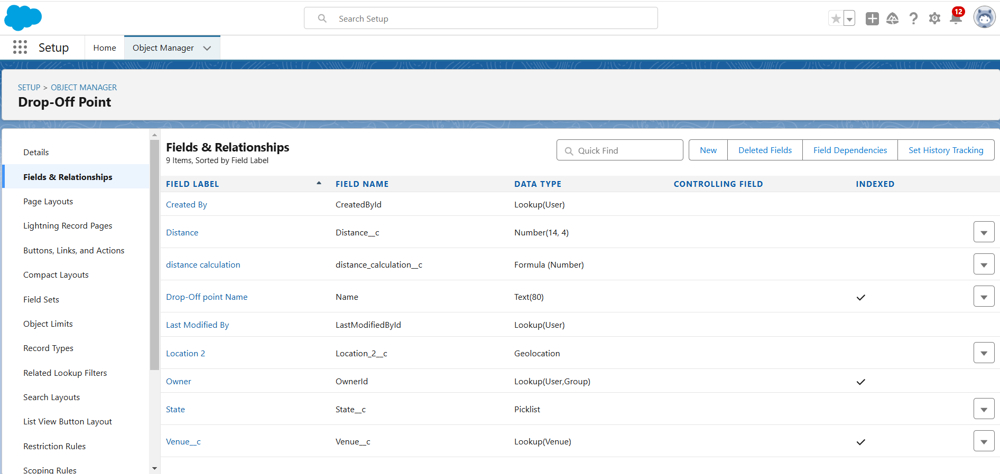 Search Setup
12
Setup
Home
Object Manager
SETUP > OBJECT MANAGER
Drop-Off Point
Details
Fields & Relationships
Page Layouts
Lightning Record Pages
Buttons, Links, and Actions
Compact Layouts
Field Sets
Object Limits
Record Types
Related Lookup Filters
Search Layouts
List View Button Layout
Restriction Rules
Scoping Rules
Fields & Relationships
9 Items, Sorted by Field Label
Quick Find
New
Deleted Fields
Field Dependencies
Set History Tracking
FIELD LABEL FIELD NAME DATA TYPE CONTROLLING FIELD INDEXED
Created By CreatedById Lookup(User)
Distance Distance__c Number(14, 4)
distance calculation distance_calculation__c Formula (Number)
Drop-Off point Name Name Text(80)
Last Modified By LastModifiedById Lookup(User)
Location 2 Location_2__c Geolocation
Owner OwnerId Lookup(User,Group)
State State__c Picklist
Venue__c Venue__c Lookup(Venue)